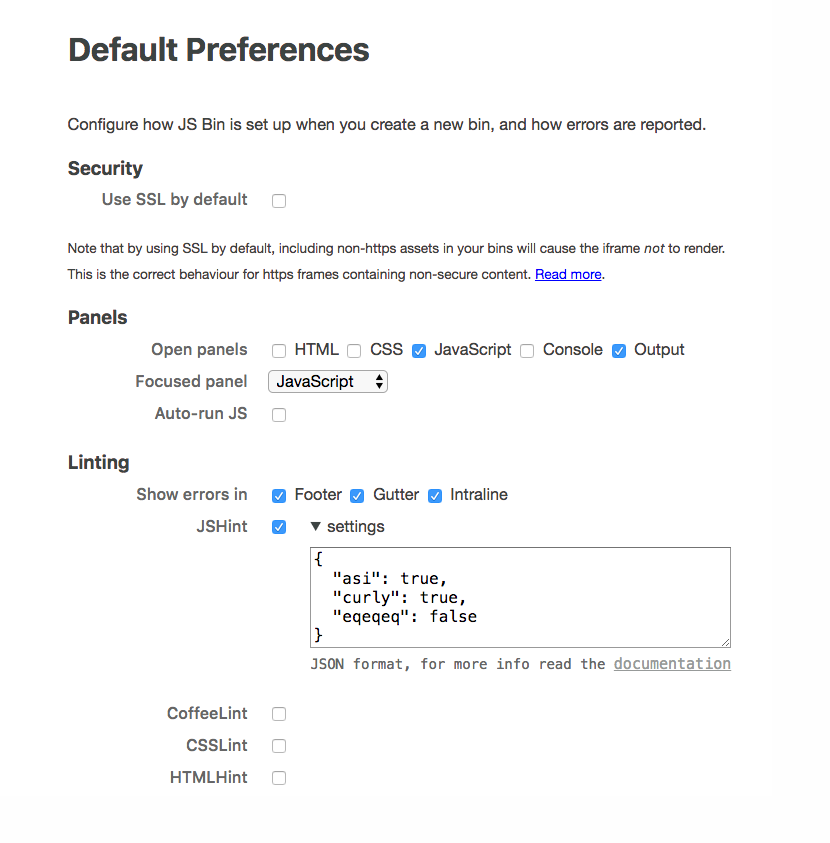 Default Preferences
Configure how JS Bin is set up when you create a new bin, and how errors are reported.
Security
Use SSL by default
Note that by using SSL by default, including non-https assets in your bins will cause the iframe not to render.
This is the correct behaviour for https frames containing non-secure content. Read more.
Panels
Open panels HTML CSS JavaScript Console Output
Focused panel JavaScript
Auto-run JS
Linting
Show errors in Footer Gutter Intraline
JSHint settings
{
"asi": true,
"curly": true,
"eqeqeq": false
}
JSON format, for more info read the documentation
CoffeeLint
CSSLint
HTMLHint